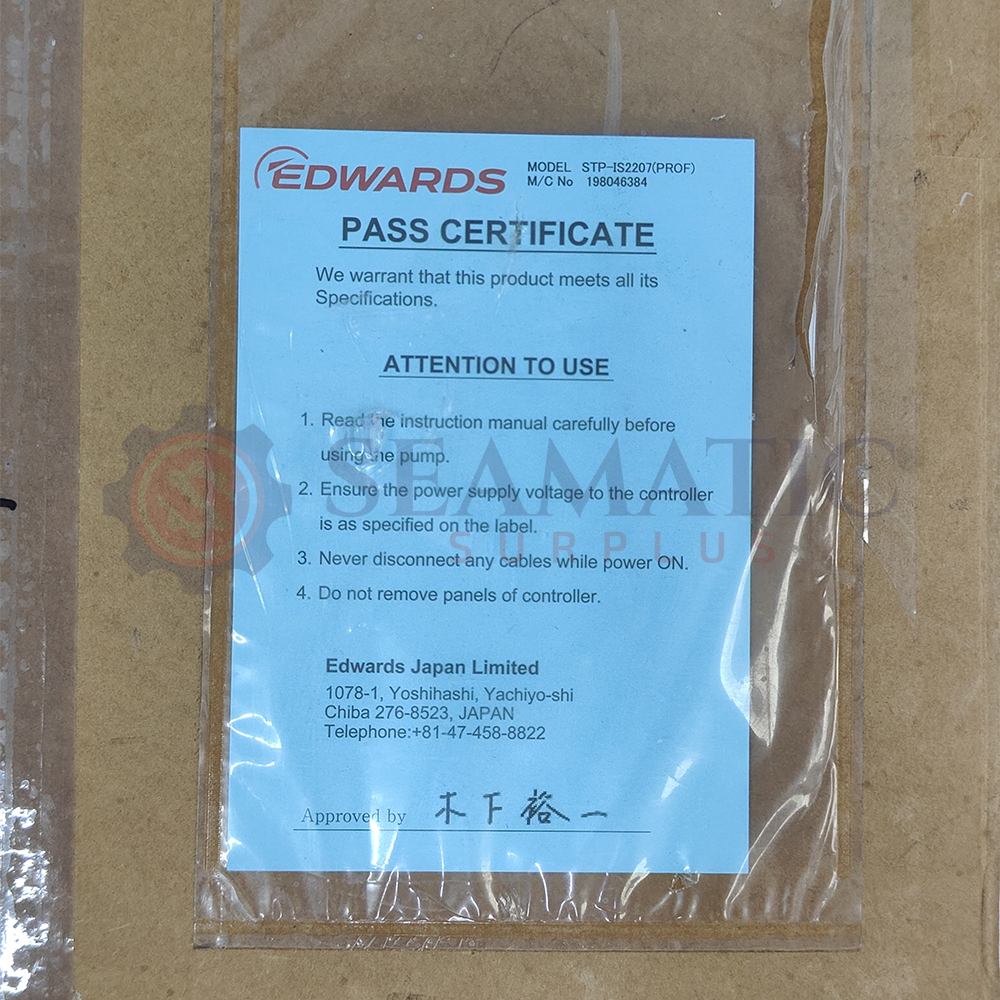 EDWARDS
MODEL STP-IS2207(PROF)
M/C No 198046384
PASS CERTIFICATE
We warrant that this product meets all its
Specifications.
ATTENTION TO USE
1. Read the instruction manual carefully before
using the pump.
2. Ensure the power supply voltage to the controller
is as specified on the label.
3. Never disconnect any cables while power ON.
4. Do not remove panels of controller.
SEAMATIC
SURPLUS
Edwards Japan Limited
1078-1, Yoshihashi, Yachiyo-shi
Chiba 276-8523, JAPAN
Telephone:+81-47-458-8822
Approved by 木下裕一